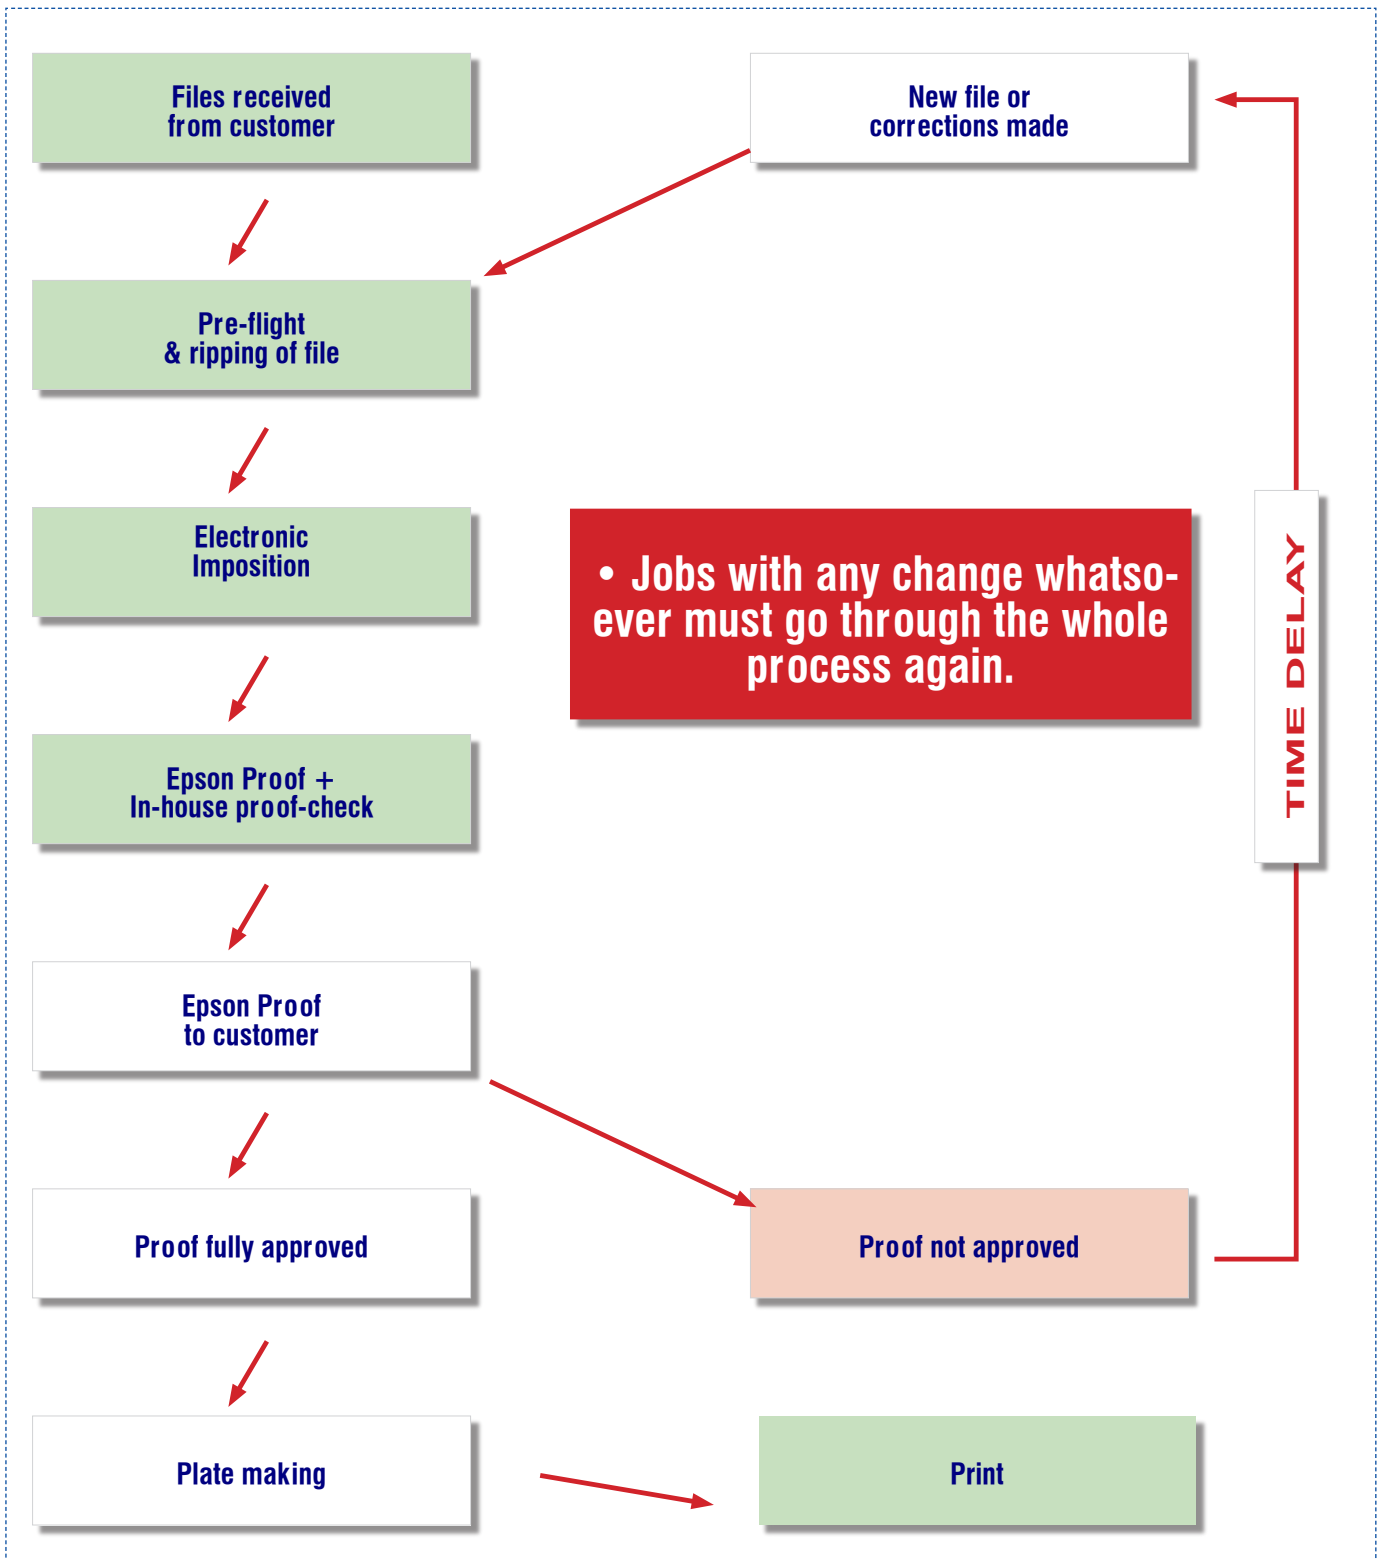 Files received
from customer
New file or
corrections made
Pre-flight
& ripping of file
Electronic
Imposition
• Jobs with any change whatso-
ever must go through the whole
process again.
TIME DELAY
Epson Proof +
In-house proof-check
Epson Proof
to customer
Proof fully approved
Proof not approved
Plate making
Print